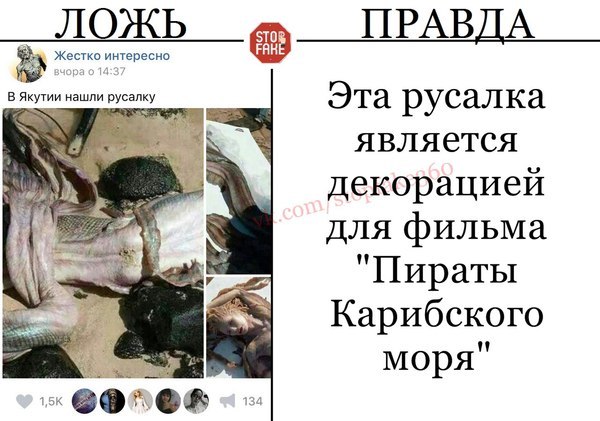 ЛОЖЬ
STOP
FAKE
ПРАВДА
Жестко интересно
вчера о 14:37
В Якутии нашли русалку
Эта русалка
является
декорацией
для фильма
"Пираты
Карибского
моря"
1,5K
134